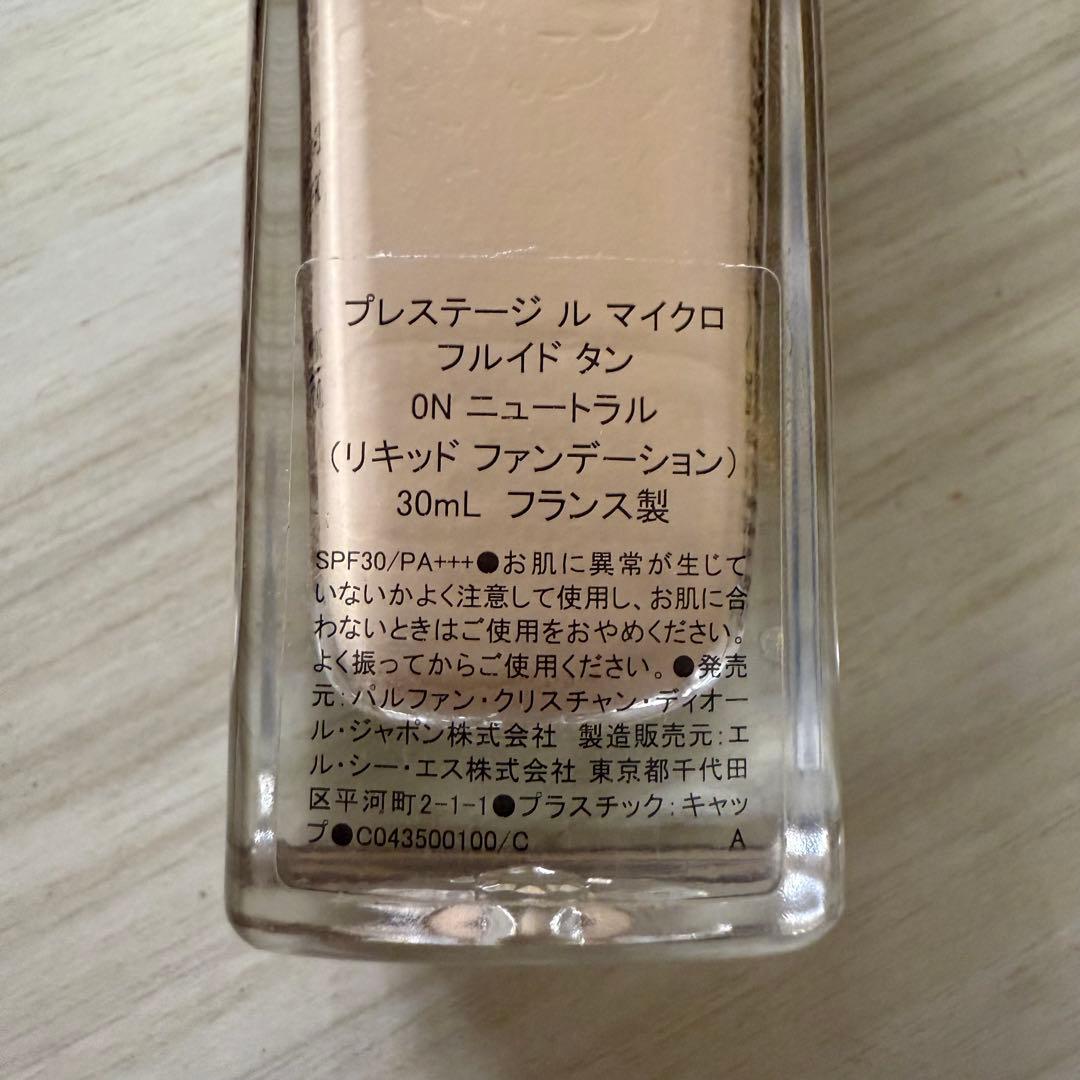 プレステージ ル マイクロ
フルイド タン
0N ニュートラル
(リキッド ファンデーション)
30mL フランス製
SPF30/PA+++●お肌に異常が生じて
いないかよく注意して使用し、お肌に合
わないときはご使用をおやめください。
よく振ってからご使用ください。●発売
元:パルファン・クリスチャン・ディオー
ル・ジャポン株式会社 製造販売元:エ
ル・シー・エス株式会社 東京都千代田
区平河町2-1-1●プラスチック:キャッ
プ●C043500100/C A